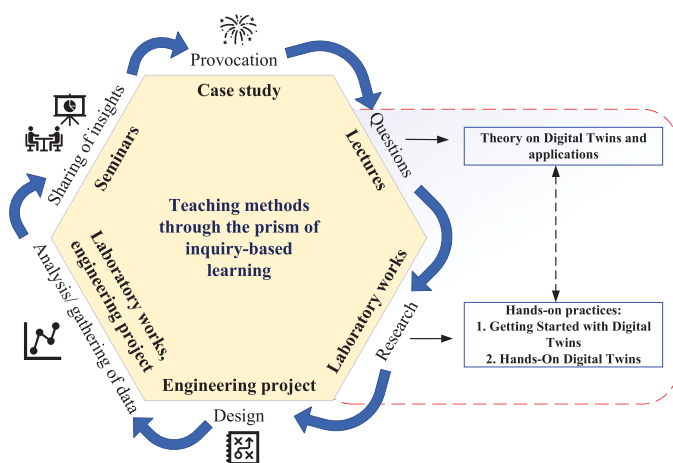 Provocation
Case study
Questions
Lectures
Theory on Digital Twins and
applications
Sharing of insights
Seminars
Teaching methods
through the prism of
inquiry-based
learning
Analysis/ gathering of data
Laboratory works,
engineering project
Laboratory works
Research
Hands-on practices:
1. Getting Started with Digital
Twins
2. Hands-On Digital Twins
Engineering project
Design